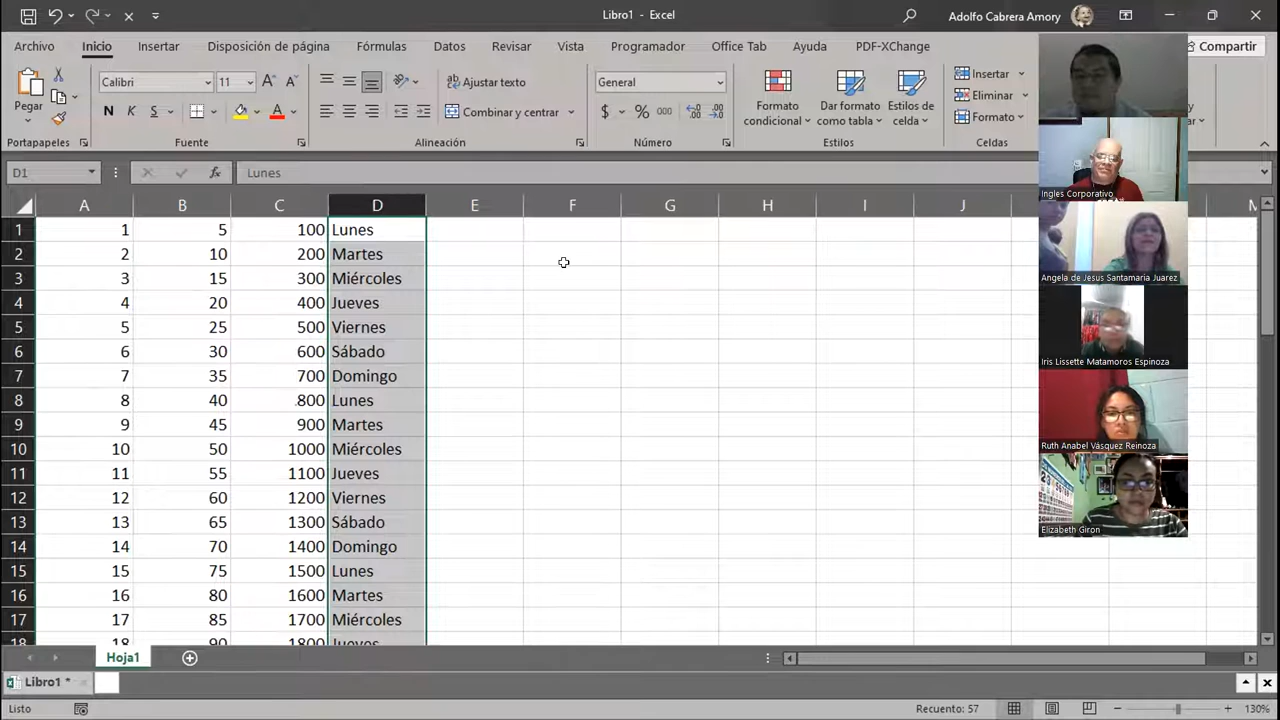 Libro1 - Excel
Adolfo Cabrera Amory
Archivo Inicio Insertar Disposición de página Fórmulas Datos Revisar Vista Programador Office Tab Ayuda PDF-XChange Compartir
Pegar
Calibri 11
N K S
Ajustar texto
Combinar y centrar
General
$ % 000
Formato condicional
Dar formato como tabla
Estilos de celda
Insertar
Eliminar
Formato
Portapapeles Fuente Alineación Número Estilos Celdas
D1 fx Lunes
A B C D E F G H I J M
1 1 5 100 Lunes
2 2 10 200 Martes
3 3 15 300 Miércoles
4 4 20 400 Jueves
5 5 25 500 Viernes
6 6 30 600 Sábado
7 7 35 700 Domingo
8 8 40 800 Lunes
9 9 45 900 Martes
10 10 50 1000 Miércoles
11 11 55 1100 Jueves
12 12 60 1200 Viernes
13 13 65 1300 Sábado
14 14 70 1400 Domingo
15 15 75 1500 Lunes
16 16 80 1600 Martes
17 17 85 1700 Miércoles
18 18 90 1800 Jueves
Ingles Corporativo
Angela de Jesus Santamaria Juarez
Iris Lissette Matamoros Espinoza
Ruth Anabel Vásquez Reinoza
Elizabeth Giron
Hoja1
Libro1 *
Listo
Recuento: 57
130%